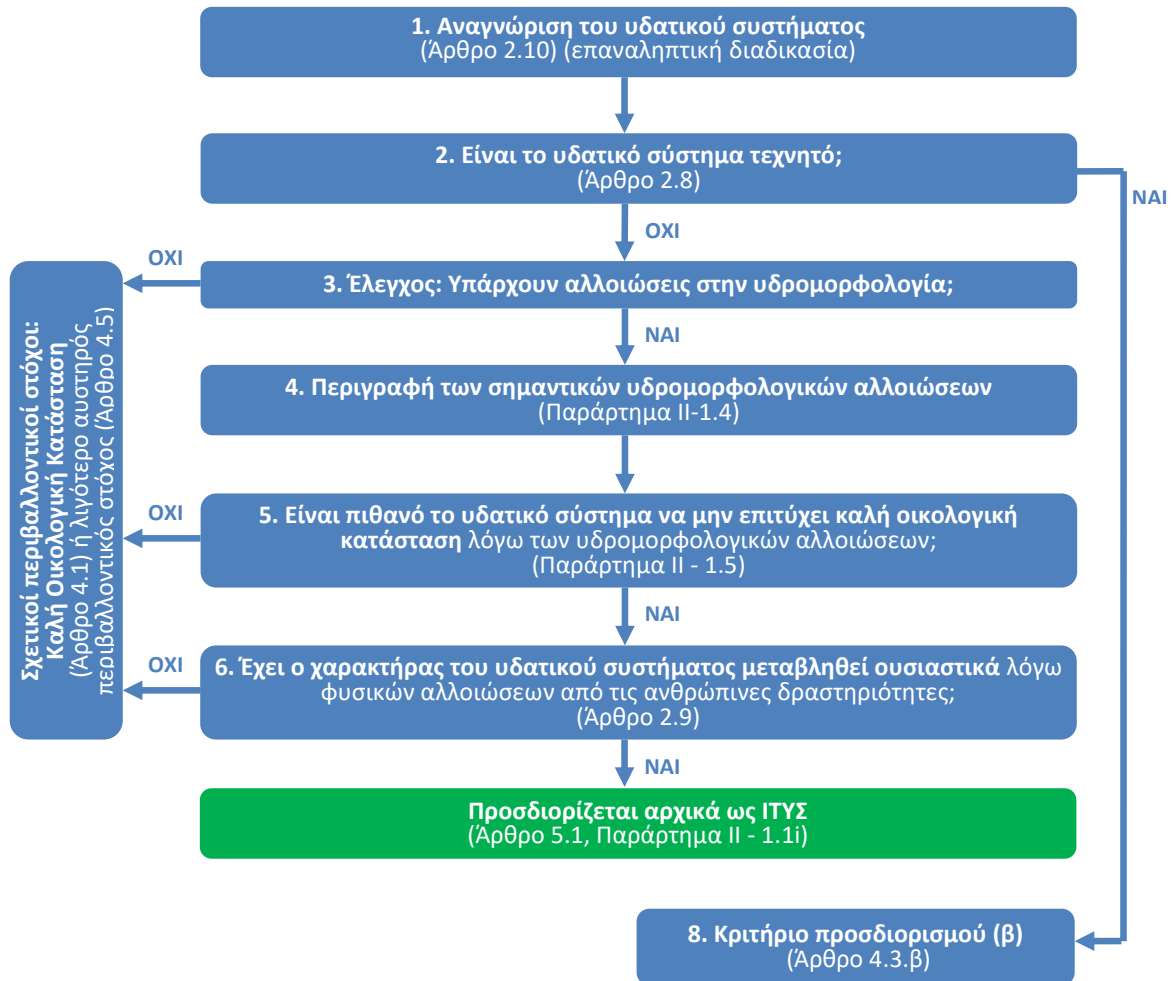 1. Αναγνώριση του υδατικού συστήματος
(Άρθρο 2.10) (επαναληπτική διαδικασία)
2. Είναι το υδατικό σύστημα τεχνητό;
(Άρθρο 2.8)
ΝΑΙ
ΟΧΙ
ΟΧΙ
3. Έλεγχος: Υπάρχουν αλλοιώσεις στην υδρομορφολογία;
ΝΑΙ
4. Περιγραφή των σημαντικών υδρομορφολογικών αλλοιώσεων
(Παράρτημα ΙΙ-1.4)
Σχετικοί περιβαλλοντικοί στόχοι:
Καλή Οικολογική Κατάσταση
(Άρθρο 4.1) ή λιγότερο αυστηρός
περιβαλλοντικός στόχος (Άρθρο 4.5)
ΟΧΙ
5. Είναι πιθανό το υδατικό σύστημα να μην επιτύχει καλή οικολογική
κατάσταση λόγω των υδρομορφολογικών αλλοιώσεων;
(Παράρτημα ΙΙ - 1.5)
ΝΑΙ
ΟΧΙ
6. Έχει ο χαρακτήρας του υδατικού συστήματος μεταβληθεί ουσιαστικά λόγω
φυσικών αλλοιώσεων από τις ανθρώπινες δραστηριότητες;
(Άρθρο 2.9)
ΝΑΙ
Προσδιορίζεται αρχικά ως ΙΤΥΣ
(Άρθρο 5.1, Παράρτημα ΙΙ - 1.1i)
8. Κριτήριο προσδιορισμού (β)
(Άρθρο 4.3.β)